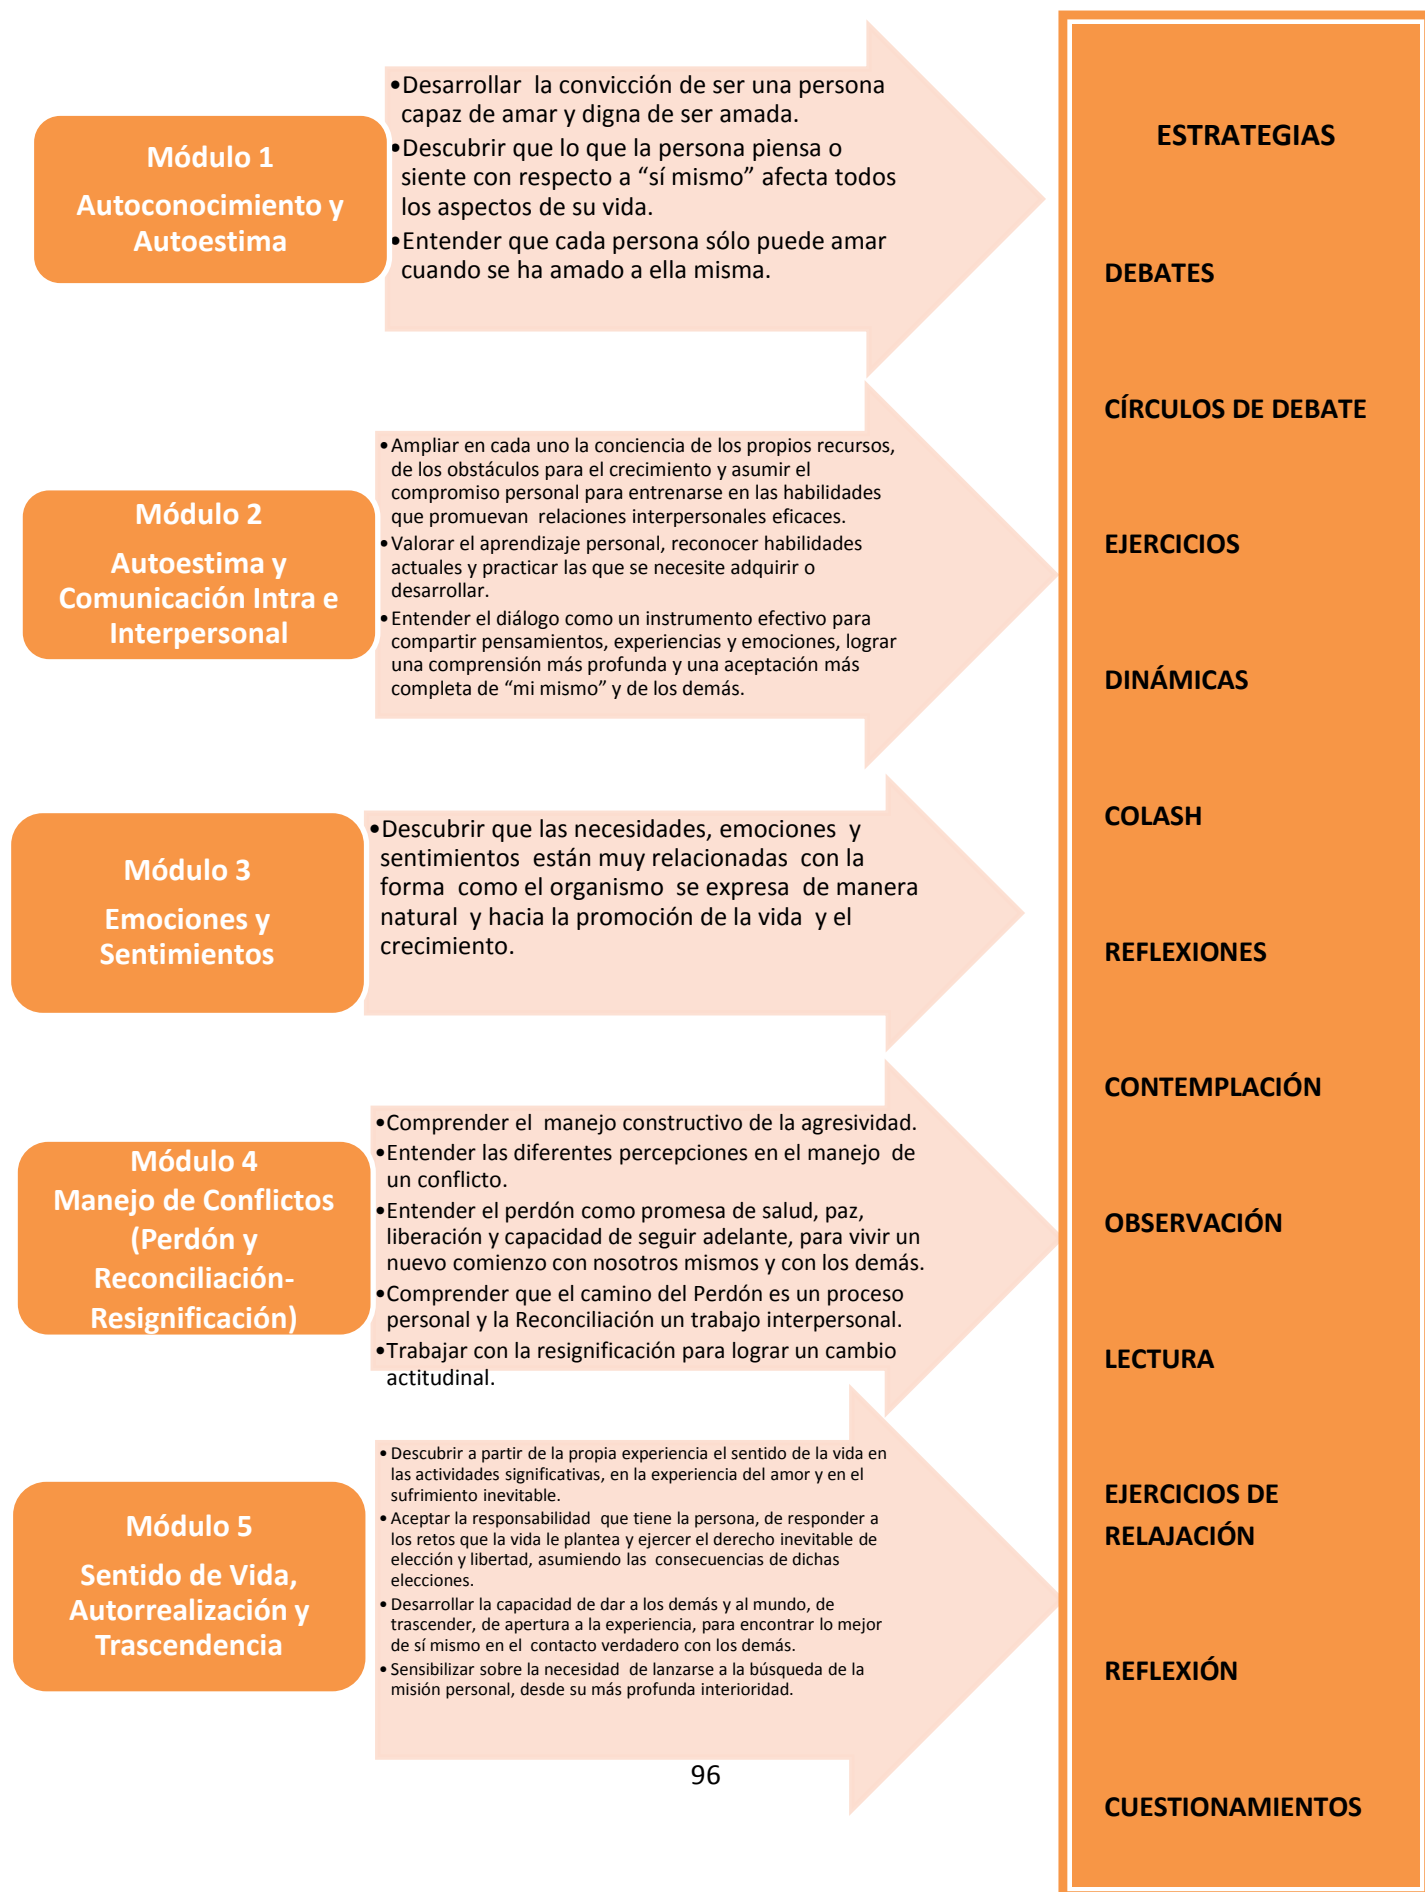 Módulo 1
Autoconocimiento y
Autoestima
•Desarrollar la convicción de ser una persona
capaz de amar y digna de ser amada.
•Descubrir que lo que la persona piensa o
siente con respecto a “sí mismo” afecta todos
los aspectos de su vida.
•Entender que cada persona sólo puede amar
cuando se ha amado a ella misma.
Módulo 2
Autoestima y
Comunicación Intra e
Interpersonal
•Ampliar en cada uno la conciencia de los propios recursos,
de los obstáculos para el crecimiento y asumir el
compromiso personal para entrenarse en las habilidades
que promuevan relaciones interpersonales eficaces.
•Valorar el aprendizaje personal, reconocer habilidades
actuales y practicar las que se necesite adquirir o
desarrollar.
•Entender el diálogo como un instrumento efectivo para
compartir pensamientos, experiencias y emociones, lograr
una comprensión más profunda y una aceptación más
completa de “mi mismo” y de los demás.
Módulo 3
Emociones y
Sentimientos
•Descubrir que las necesidades, emociones y
sentimientos están muy relacionadas con la
forma como el organismo se expresa de manera
natural y hacia la promoción de la vida y el
crecimiento.
Módulo 4
Manejo de Conflictos
(Perdón y
Reconciliación-
Resignificación)
•Comprender el manejo constructivo de la agresividad.
•Entender las diferentes percepciones en el manejo de
un conflicto.
•Entender el perdón como promesa de salud, paz,
liberación y capacidad de seguir adelante, para vivir un
nuevo comienzo con nosotros mismos y con los demás.
•Comprender que el camino del Perdón es un proceso
personal y la Reconciliación un trabajo interpersonal.
•Trabajar con la resignificación para lograr un cambio
actitudinal.
Módulo 5
Sentido de Vida,
Autorrealización y
Trascendencia
•Descubrir a partir de la propia experiencia el sentido de la vida en
las actividades significativas, en la experiencia del amor y en el
sufrimiento inevitable.
•Aceptar la responsabilidad que tiene la persona, de responder a
los retos que la vida le plantea y ejercer el derecho inevitable de
elección y libertad, asumiendo las consecuencias de dichas
elecciones.
•Desarrollar la capacidad de dar a los demás y al mundo, de
trascender, de apertura a la experiencia, para encontrar lo mejor
de sí mismo en el contacto verdadero con los demás.
•Sensibilizar sobre la necesidad de lanzarse a la búsqueda de la
misión personal, desde su más profunda interioridad.
ESTRATEGIAS
DEBATES
CÍRCULOS DE DEBATE
EJERCICIOS
DINÁMICAS
COLASH
REFLEXIONES
CONTEMPLACIÓN
OBSERVACIÓN
LECTURA
EJERCICIOS DE
RELAJACIÓN
REFLEXIÓN
CUESTIONAMIENTOS
96